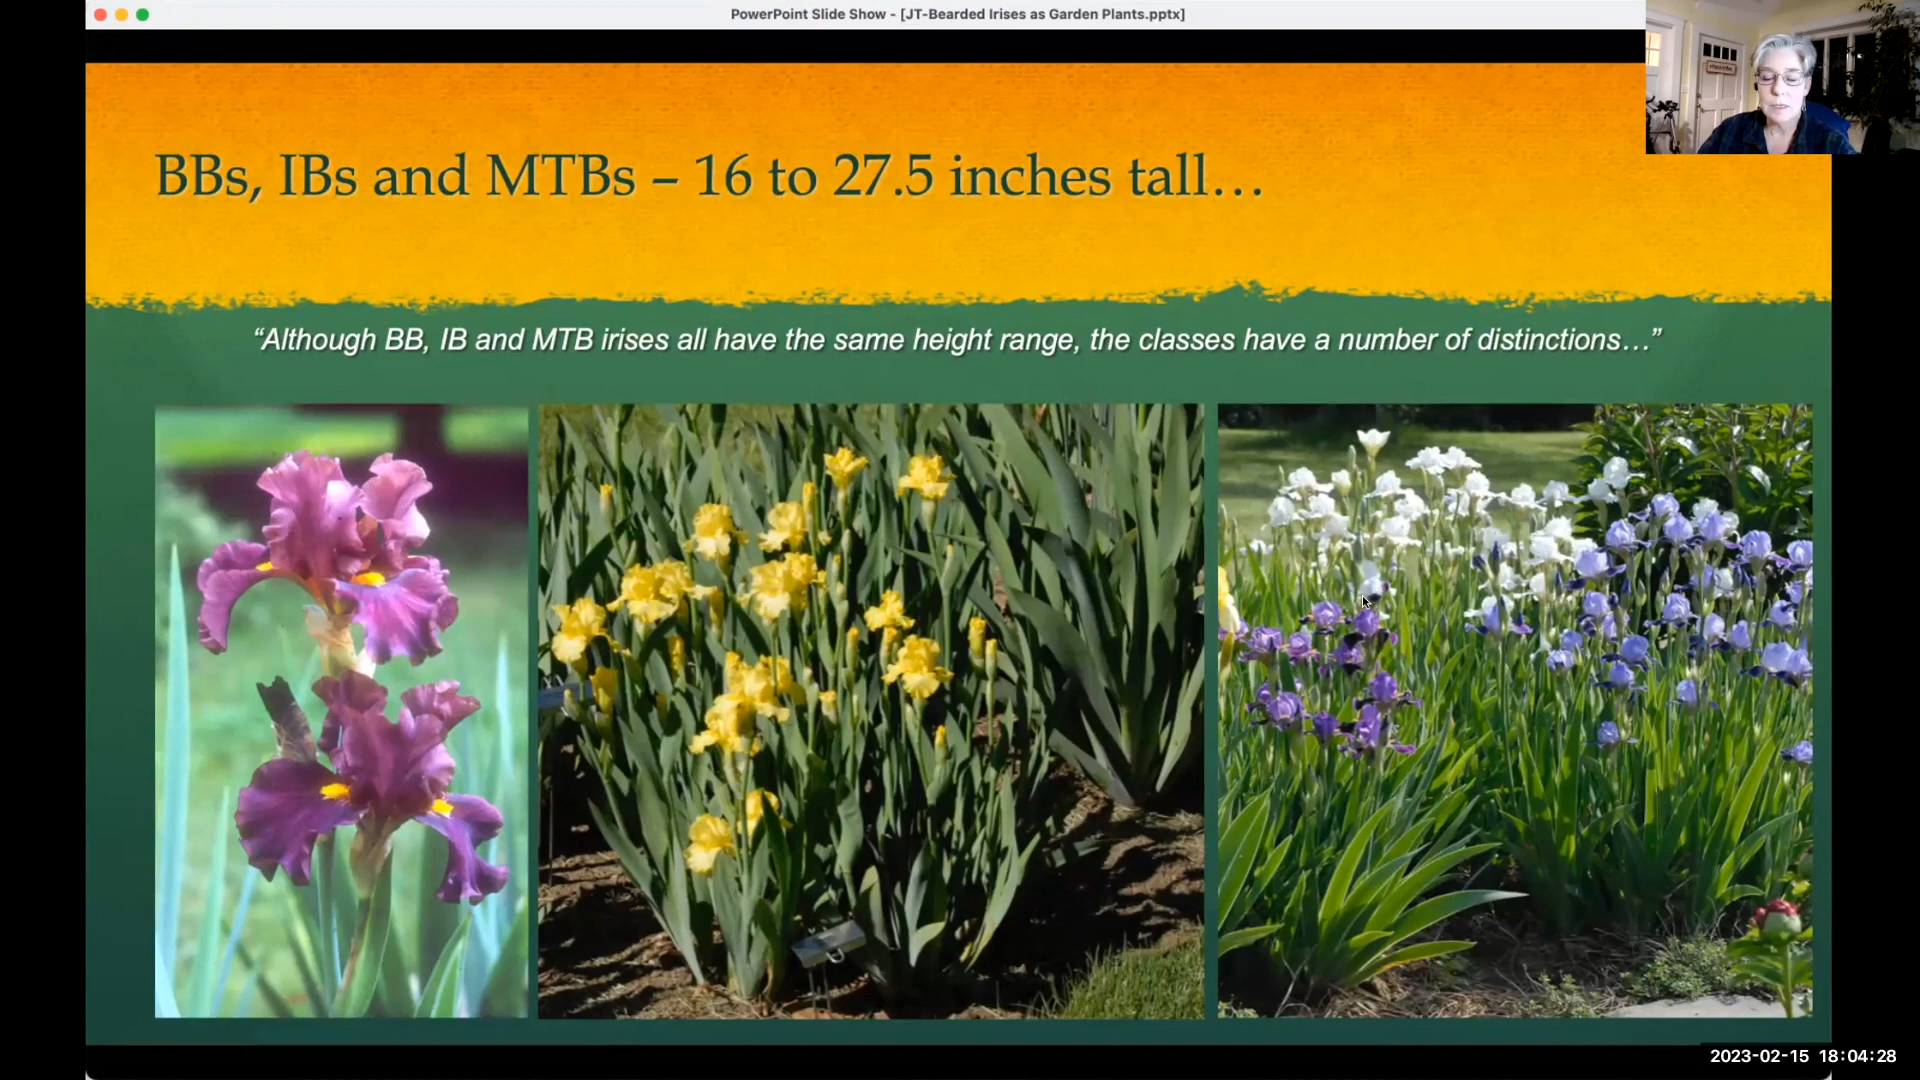 PowerPoint Slide Show - [JT-Bearded Irises as Garden Plants.pptx]
BBs, IBs and MTBs – 16 to 27.5 inches tall…
“Although BB, IB and MTB irises all have the same height range, the classes have a number of distinctions…”
2023-02-15 18:04:28